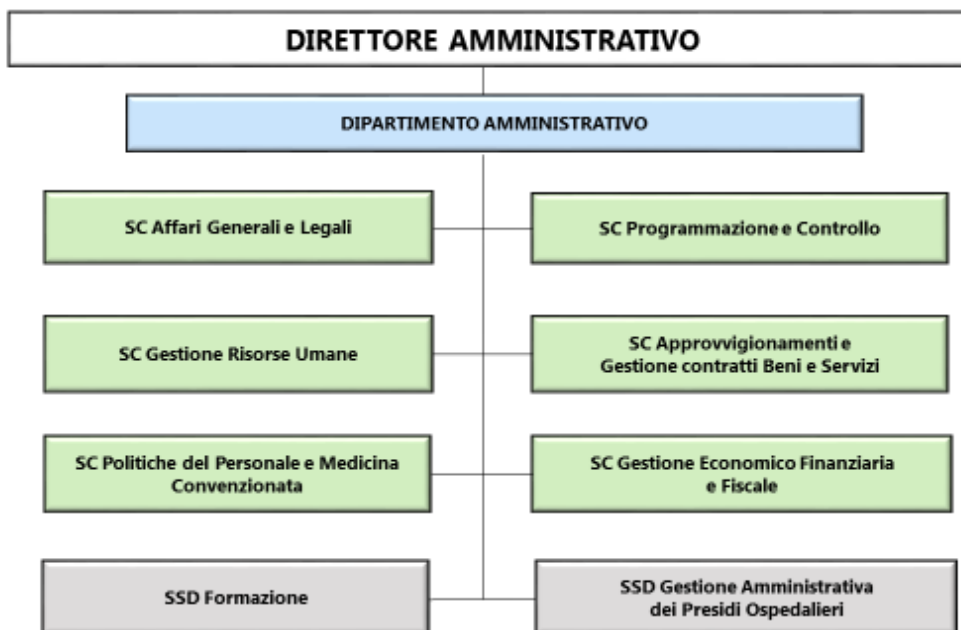 DIRETTORE AMMINISTRATIVO
DIPARTIMENTO AMMINISTRATIVO
SC Affari Generali e Legali
SC Programmazione e Controllo
SC Gestione Risorse Umane
SC Approvvigionamenti e
Gestione contratti Beni e Servizi
SC Politiche del Personale e Medicina
Convenzionata
SC Gestione Economico Finanziaria
e Fiscale
SSD Formazione
SSD Gestione Amministrativa
dei Presidi Ospedalieri